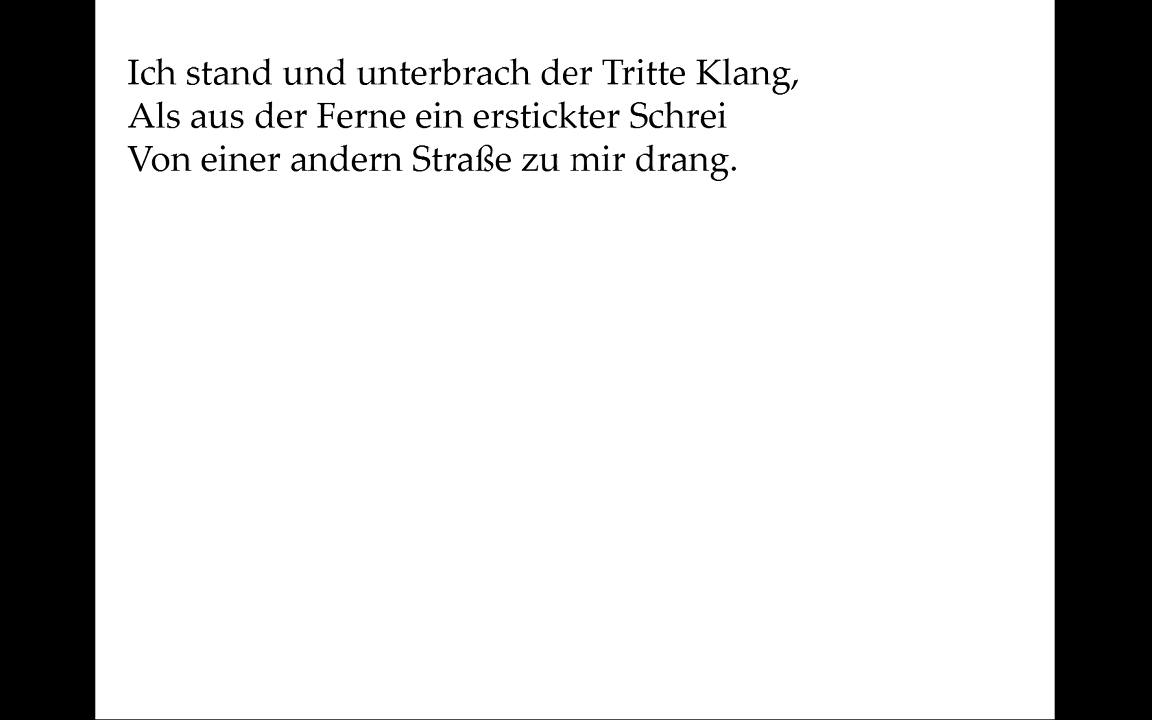 Ich stand und unterbrach der Tritte Klang,
Als aus der Ferne ein erstickter Schrei
Von einer andern Straße zu mir drang.